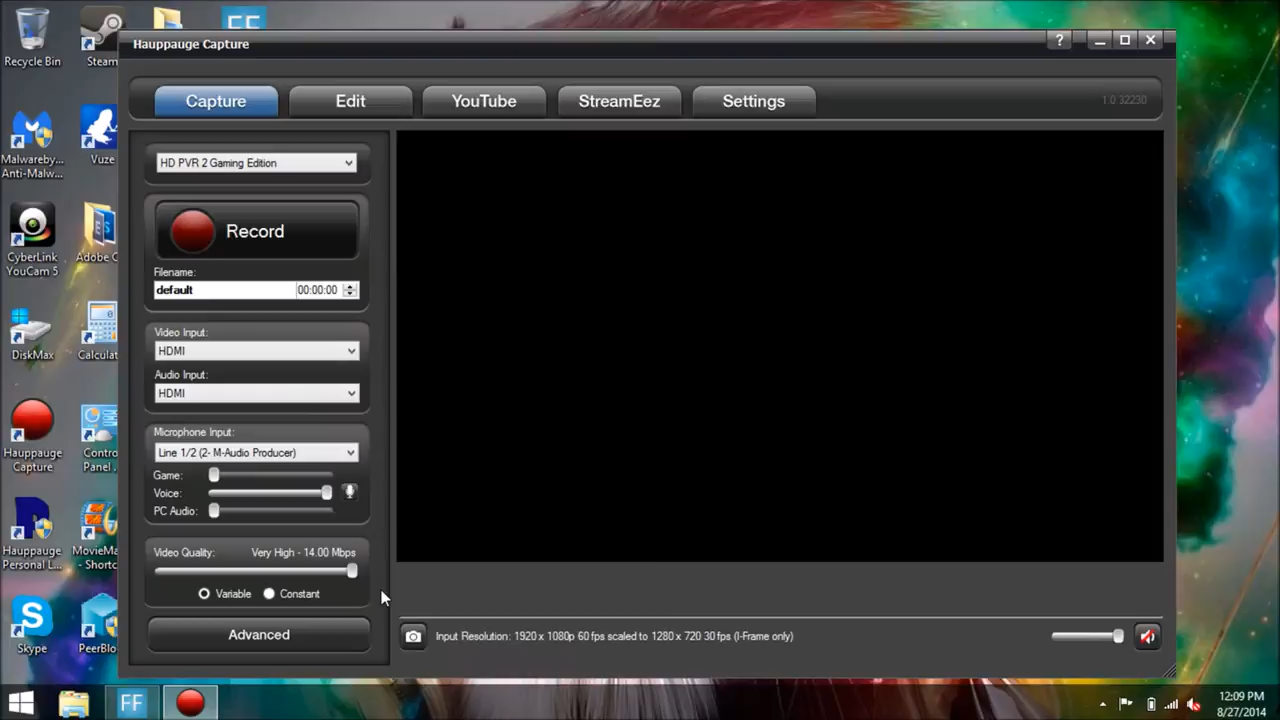 Recycle Bin
Steam
FF
Malwareby...
Anti-Malw...
Vuze
CyberLink
YouCam 5
Adobe C
DiskMax
Calculat
Hauppauge
Capture
Contro
Panel .
Hauppauge
Personal L...
MovieMa
- Shortc
Skype
PeerBlo
Hauppauge Capture
?
Capture
Edit
YouTube
StreamEez
Settings
1.0.32230
HD PVR 2 Gaming Edition
Record
Filename:
default
00:00:00
Video Input:
HDMI
Audio Input:
HDMI
Microphone Input:
Line 1/2 (2- M-Audio Producer)
Game:
Voice:
PC Audio:
Video Quality: Very High - 14.00 Mbps
Variable Constant
Advanced
Input Resolution: 1920 x 1080p 60 fps scaled to 1280 x 720 30 fps (I-Frame only)
FF
12:09 PM
8/27/2014